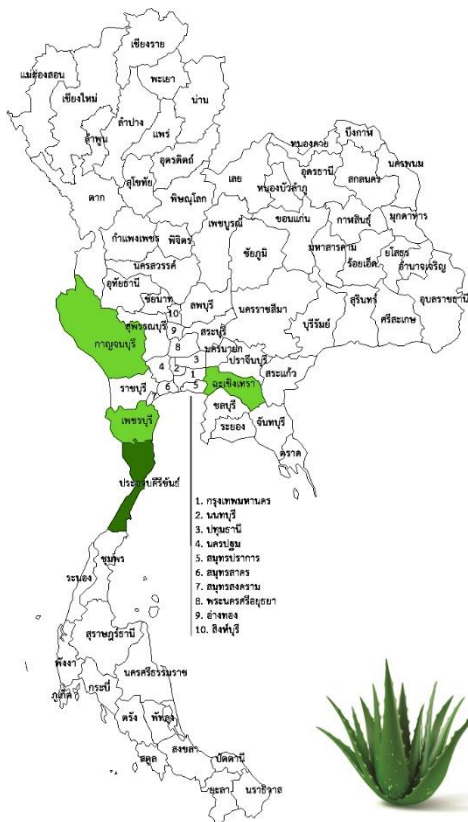 เชียงราย
แม่ฮ่องสอน
พะเยา
เชียงใหม่
น่าน
ลำปาง
ลำพูน
แพร่
อุตรดิตถ์
สุโขทัย
ตาก
พิษณุโลก
เลย
หนองบัวลำภู
หนองคาย
บึงกาฬ
อุดรธานี
นครพนม
สกลนคร
ขอนแก่น
กาฬสินธุ์
มุกดาหาร
เพชรบูรณ์
กำแพงเพชร
พิจิตร
ชัยภูมิ
มหาสารคาม
ร้อยเอ็ด
ยโสธร
อำนาจเจริญ
นครสวรรค์
อุทัยธานี
ชัยนาท
ลพบุรี
นครราชสีมา
บุรีรัมย์
สุรินทร์
ศรีสะเกษ
อุบลราชธานี
10
สุพรรณบุรี
9
สระบุรี
กาญจนบุรี
8
นครนายก
3
ปราจีนบุรี
4
2
1
สระแก้ว
ราชบุรี
6
5
7
ฉะเชิงเทรา
ชลบุรี
เพชรบุรี
ระยอง
จันทบุรี
ตราด
ประจวบคีรีขันธ์
1. กรุงเทพมหานคร
2. นนทบุรี
3. ปทุมธานี
4. นครปฐม
5. สมุทรปราการ
6. สมุทรสาคร
7. สมุทรสงคราม
8. พระนครศรีอยุธยา
9. อ่างทอง
10. สิงห์บุรี
ชุมพร
ระนอง
สุราษฎร์ธานี
พังงา
นครศรีธรรมราช
ภูเก็ต
กระบี่
ตรัง
พัทลุง
สงขลา
สตูล
ปัตตานี
ยะลา
นราธิวาส